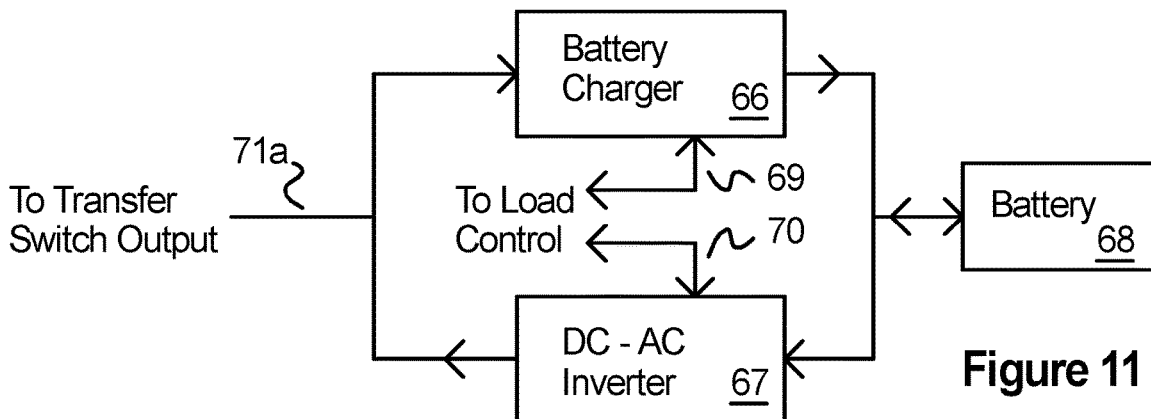 Battery
Charger
66
71a
69
To Transfer
Switch Output
To Load
Control
70
Battery
68
DC - AC
Inverter
67
Figure 11